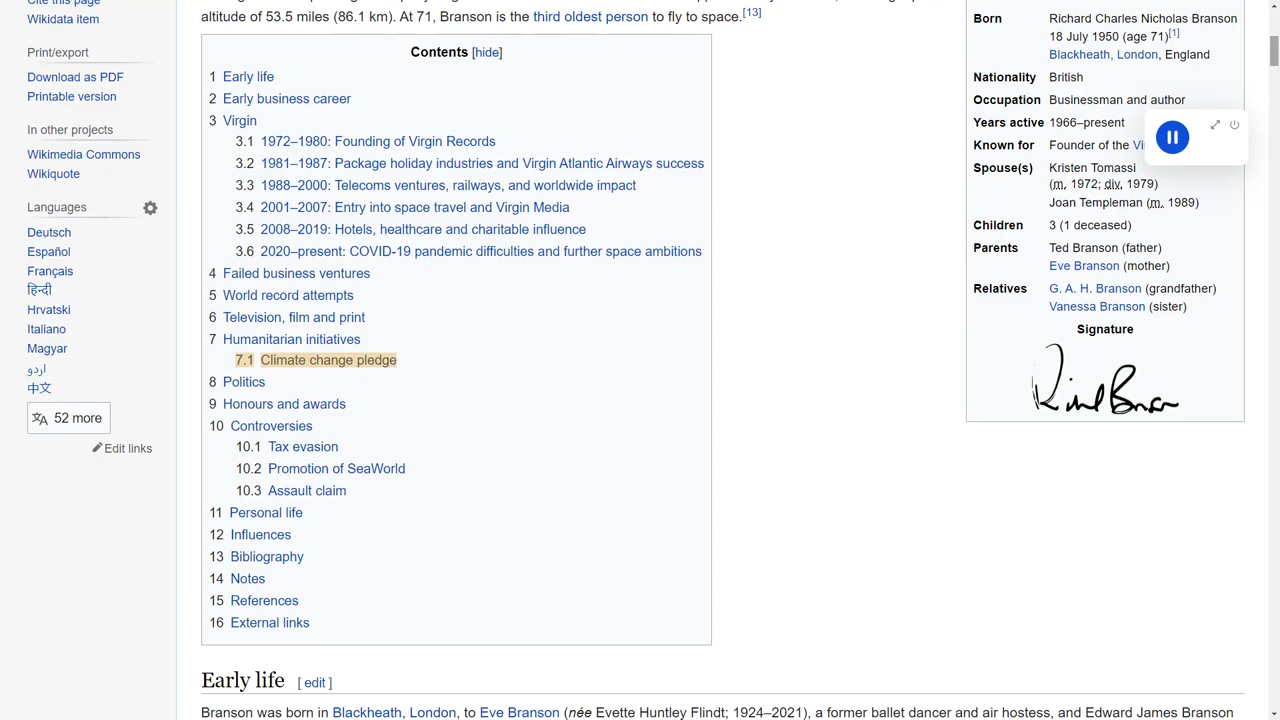 Cite this page
Wikidata item
Print/export
Download as PDF
Printable version
In other projects
Wikimedia Commons
Wikiquote
Languages
Deutsch
Español
Français
हिन्दी
Hrvatski
Italiano
Magyar
اردو
中文
52 more
Edit links
altitude of 53.5 miles (86.1 km). At 71, Branson is the third oldest person to fly to space.[13]
Contents [hide]
1 Early life
2 Early business career
3 Virgin
3.1 1972–1980: Founding of Virgin Records
3.2 1981–1987: Package holiday industries and Virgin Atlantic Airways success
3.3 1988–2000: Telecoms ventures, railways, and worldwide impact
3.4 2001–2007: Entry into space travel and Virgin Media
3.5 2008–2019: Hotels, healthcare and charitable influence
3.6 2020–present: COVID-19 pandemic difficulties and further space ambitions
4 Failed business ventures
5 World record attempts
6 Television, film and print
7 Humanitarian initiatives
7.1 Climate change pledge
8 Politics
9 Honours and awards
10 Controversies
10.1 Tax evasion
10.2 Promotion of SeaWorld
10.3 Assault claim
11 Personal life
12 Influences
13 Bibliography
14 Notes
15 References
16 External links
Early life [ edit ]
Branson was born in Blackheath, London, to Eve Branson (née Evette Huntley Flindt; 1924–2021), a former ballet dancer and air hostess, and Edward James Branson
Born Richard Charles Nicholas Branson
18 July 1950 (age 71)[1]
Blackheath, London, England
Nationality British
Occupation Businessman and author
Years active 1966–present
Known for Founder of the
Spouse(s) Kristen Tomassi
(m. 1972; div. 1979)
Joan Templeman (m. 1989)
Children 3 (1 deceased)
Parents Ted Branson (father)
Eve Branson (mother)
Relatives G. A. H. Branson (grandfather)
Vanessa Branson (sister)
Signature